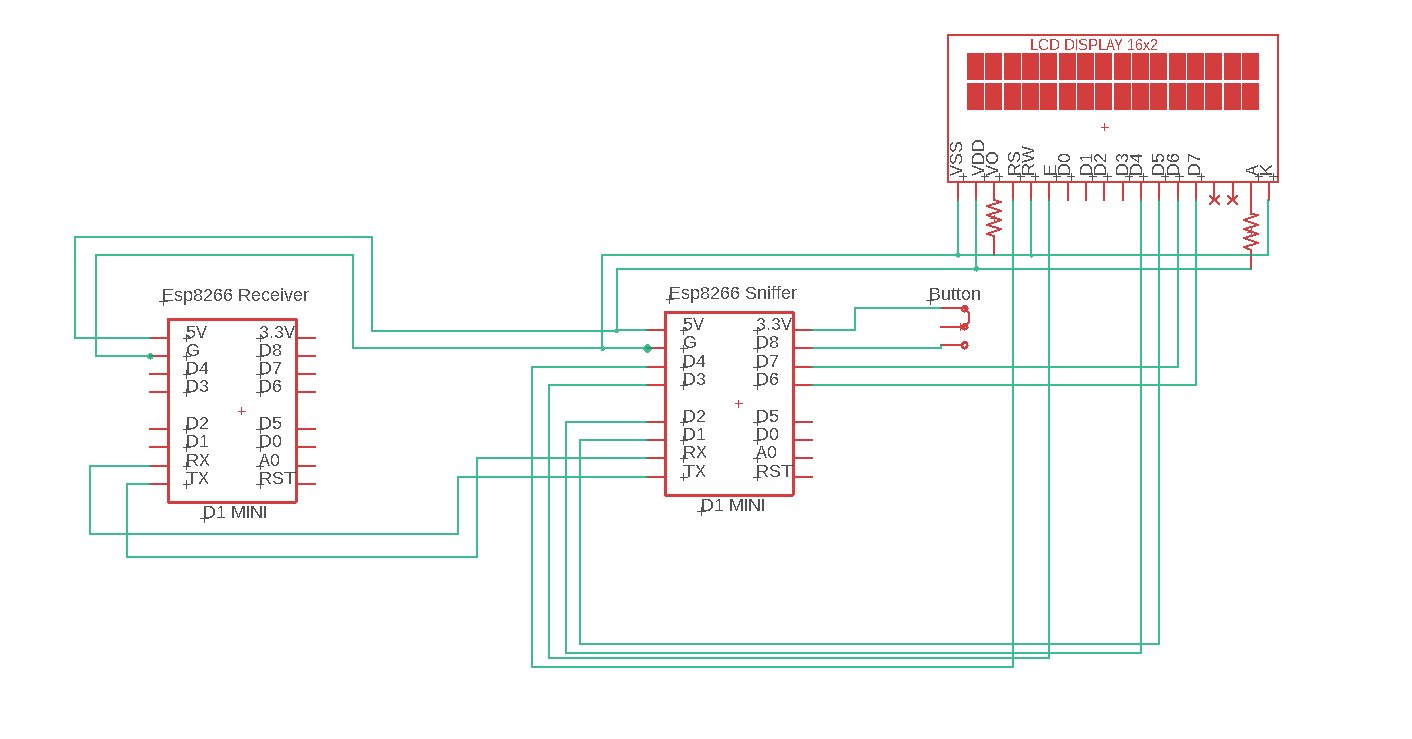 LCD DISPLAY 16x2
VSS VDD VO RS RW E D0 D1 D2 D3 D4 D5 D6 D7 A K
Esp8266 Receiver
5V 3.3V
G D8
D4 D7
D3 D6
D2 D5
D1 D0
RX A0
TX RST
D1 MINI
Esp8266 Sniffer
5V 3.3V
G D8
D4 D7
D3 D6
D2 D5
D1 D0
RX A0
TX RST
D1 MINI
Button